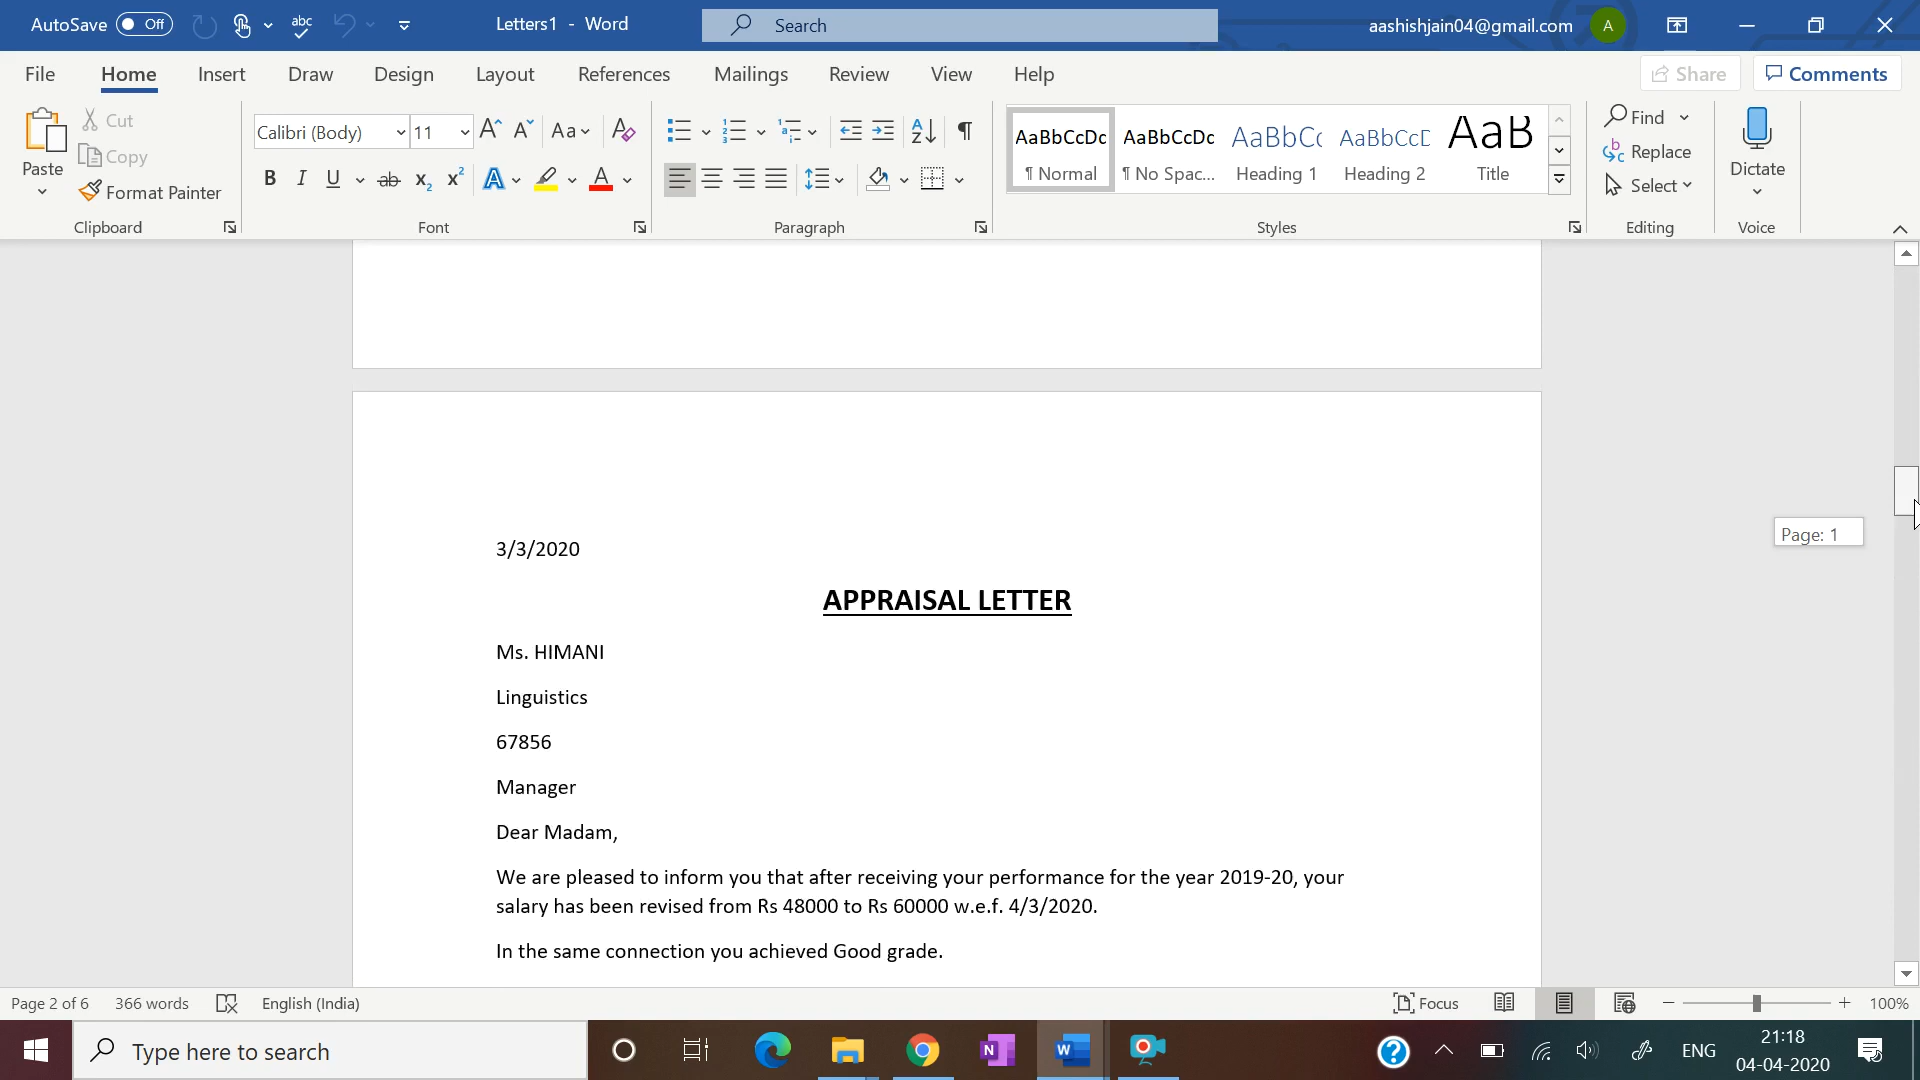 AutoSave Off
Letters1 - Word
Search
aashishjain04@gmail.com A
File Home Insert Draw Design Layout References Mailings Review View Help
Share Comments
Paste
Cut
Copy
Format Painter
Clipboard
Calibri (Body) 11
Font
Paragraph
AaBbCcDc AaBbCcDc AaBbC AaBbCcE AaB
¶ Normal ¶ No Spac... Heading 1 Heading 2 Title
Styles
Find
Replace
Select
Editing
Dictate
Voice
3/3/2020
APPRAISAL LETTER
Ms. HIMANI
Linguistics
67856
Manager
Dear Madam,
We are pleased to inform you that after receiving your performance for the year 2019-20, your
salary has been revised from Rs 48000 to Rs 60000 w.e.f. 4/3/2020.
In the same connection you achieved Good grade.
Page: 1
Page 2 of 6 366 words English (India)
Focus
100%
Type here to search
ENG
21:18
04-04-2020